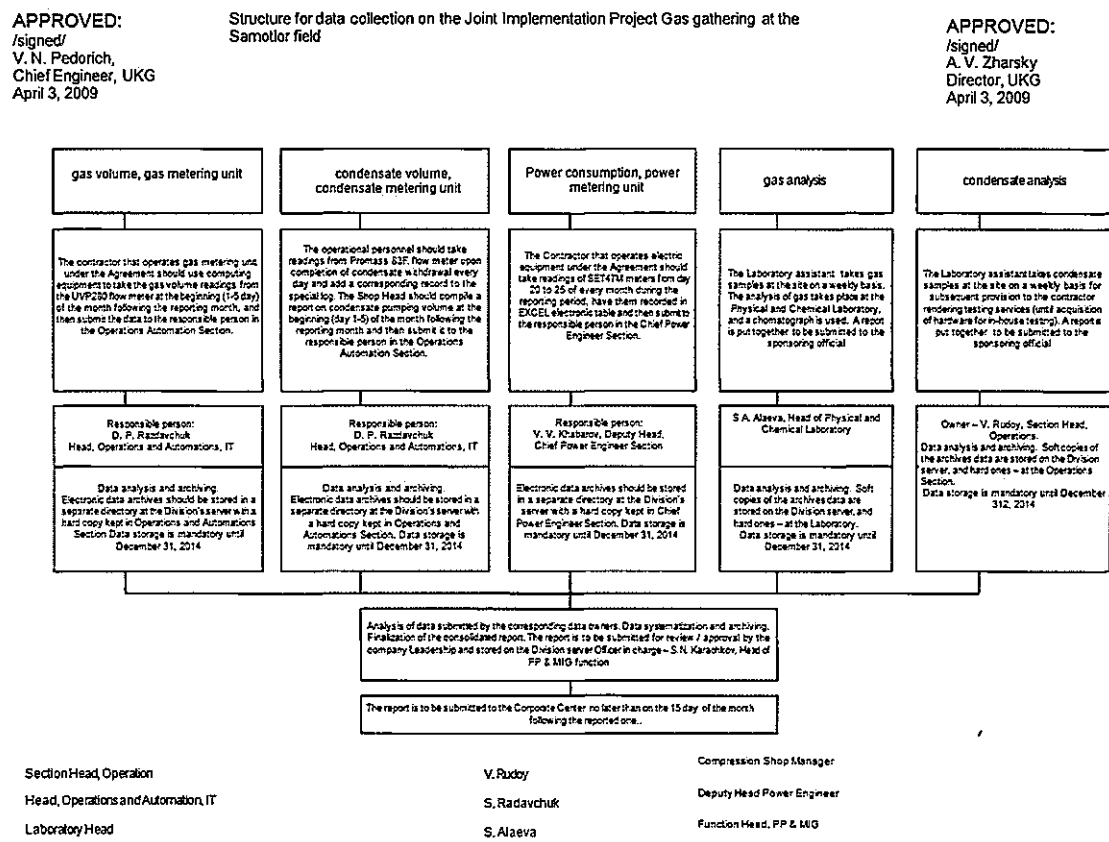 APPROVED:
/signed/
V. N. Pedorich,
Chief Engineer, UKG
April 3, 2009
Structure for data collection on the Joint Implementation Project Gas gathering at the
Samotlor field
APPROVED:
/signed/
A. V. Zharsky
Director, UKG
April 3, 2009
gas volume, gas metering unit
condensate volume,
condensate metering unit
Power consumption, power
metering unit
gas analysis
condensate analysis
The contractor that operates gas metering unit
under the Agreement should use computing
equipment to take the gas volume readings from
the UVP280 flow meter at the beginning (1-5 day)
of the month following the reporting month, and
then submit the data to the responsible person in
the Operations Automation Section.
The operational personnel should take
readings from Promass 83F, flow meter upon
completion of condensate withdrawal every
day and add a corresponding record to the
special log. The Shop Head should compile a
report on condensate pumping volume at the
beginning (day 1-5) of the month following the
reporting month and then submit it to the
responsible person in the Operations
Automation Section.
The Contractor that operates electric
equipment under the Agreement should
take readings of SET4TM meters from day
20 to 25 of every month during the
reporting period, have them recorded in
EXCEL electronic table and then submit to
the responsible person in the Chief Power
Engineer Section.
The Laboratory assistant takes gas
samples at the site on a weekly basis.
The analysis of gas takes place at the
Physical and Chemical Laboratory,
and a chomatograph is used. A report
is put together to be submitted to the
sponsoring official
The Laboratory assistant takes condensate
samples at the site on a weekly basis for
subsequent provision to the contractor
rendering testing services (until acquisition
of hardware for in-house testing). A report is
put together to be submitted to the
sponsoring official
Responsible person:
D. P. Razdavchuk
Head, Operations and Automations, IT
Responsible person:
D. P. Razdavchuk
Head, Operations and Automations, IT
Responsible person:
V. V. Khabarov, Deputy Head,
Chief Power Engineer Section
S.A. Alaeva, Head of Physical and
Chemical Laboratory
Owner – V. Rudoy, Section Head,
Operations.
Data analysis and archiving. Soft copies of
the archives data are stored on the Division
server, and hard ones – at the Operations
Section.
Data storage is mandatory until December
312, 2014
Data analysis and archiving.
Electronic data archives should be stored in a
separate directory at the Division's server with a
hard copy kept in Operations and Automations
Section Data storage is mandatory until
December 31, 2014
Data analysis and archiving.
Electronic data archives should be stored in a
separate directory at the Division's server with
a hard copy kept in Operations and
Automations Section. Data storage is
mandatory until December 31, 2014
Data analysis and archiving.
Electronic data archives should be stored
in a separate directory at the Division's
server with a hard copy kept in Chief
Power Engineer Section. Data storage is
mandatory until December 31, 2014
Data analysis and archiving. Soft
copies of the archives data are
stored on the Division server, and
hard ones – at the Laboratory.
Data storage is mandatory until
December 31, 2014
Analysis of data submitted by the corresponding data owners. Data systematization and archiving.
Finalization of the consolidated report. The report is to be submitted for review / approval by the
company Leadership and stored on the Division server Officer in charge – S.N. Karachkov, Head of
PP & MIG function
The report is to be submitted to the Corporate Center no later than on the 15 day of the month
following the reported one..
Section Head, Operation
V. Rudoy
Compression Shop Manager
Head, Operations and Automation, IT
S. Radavchuk
Deputy Head Power Engineer
Laboratory Head
S. Alaeva
Function Head, PP & MIG